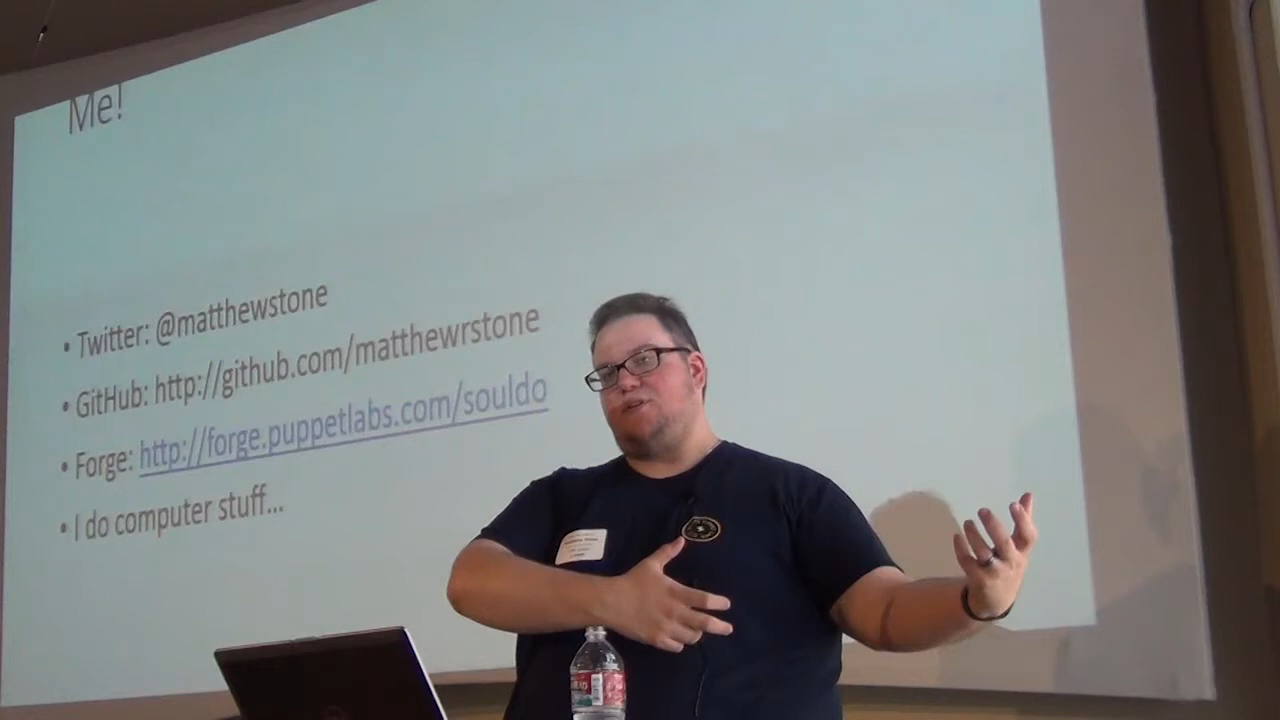 Me!
• Twitter: @matthewstone
• GitHub: http://github.com/matthewrstone
• Forge: http://forge.puppetlabs.com/souldo
• I do computer stuff...